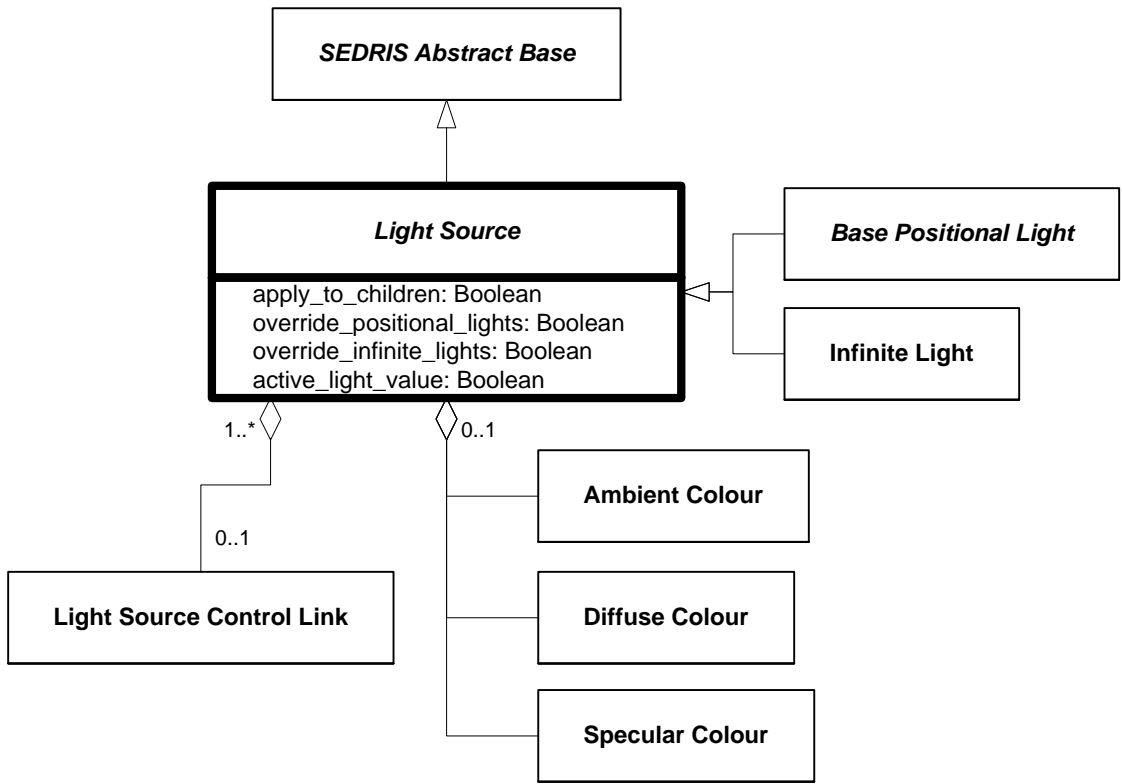 SEDRIS Abstract Base
Light Source
apply_to_children: Boolean
override_positional_lights: Boolean
override_infinite_lights: Boolean
active_light_value: Boolean
Base Positional Light
Infinite Light
1..*
0..1
0..1
Ambient Colour
Diffuse Colour
Specular Colour
Light Source Control Link